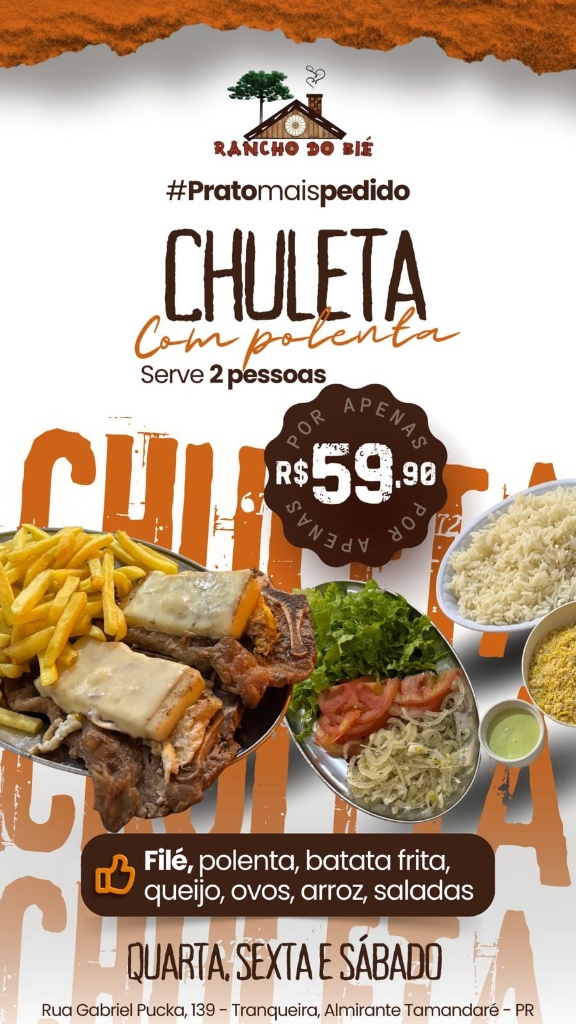 RANCHO DO BIÉ
#Pratomaispedido
CHULETA
Com polenta
Serve 2 pessoas
POR APENAS
R$59,90
POR APENAS
CHULETA
Filé, polenta, batata frita,
queijo, ovos, arroz, saladas
QUARTA, SEXTA E SÁBADO
Rua Gabriel Pucka, 139 - Tranqueira, Almirante Tamandaré - PR